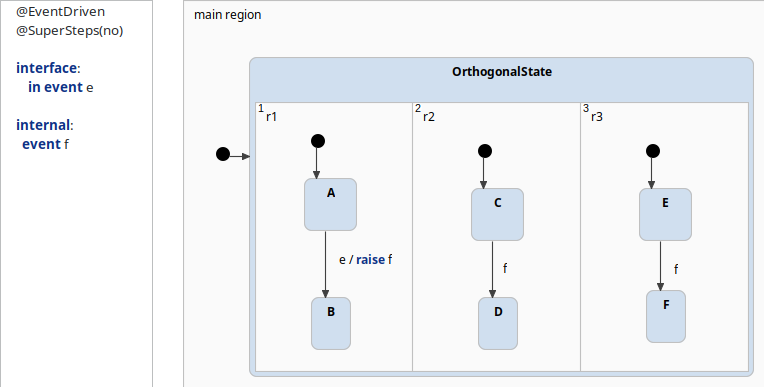 @EventDriven
@SuperSteps(no)
interface:
in event e
internal:
event f
main region
OrthogonalState
1
r1
2
r2
3
r3
A
C
E
e / raise f
f
f
B
D
F